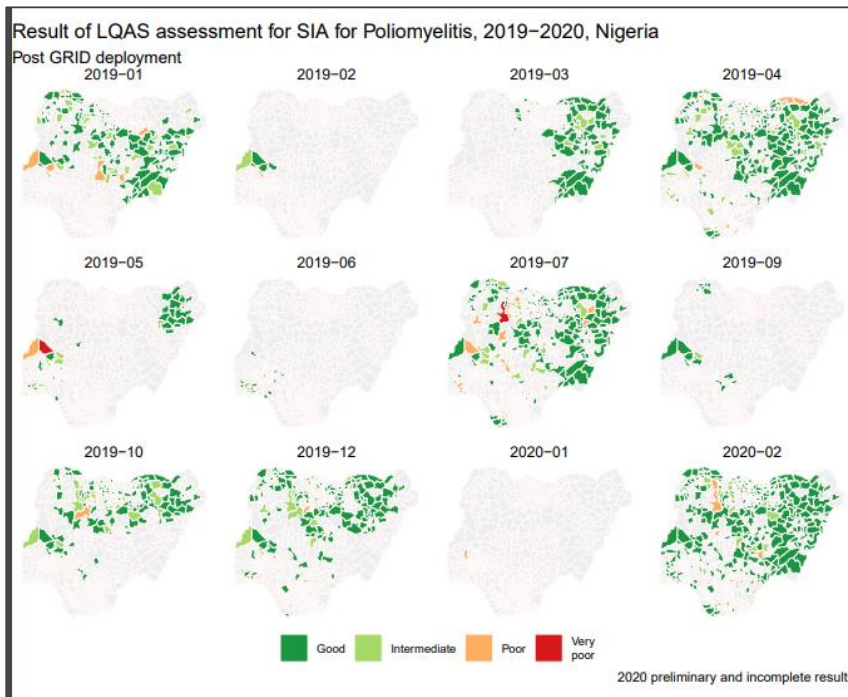 Result of LQAS assessment for SIA for Poliomyelitis, 2019−2020, Nigeria
Post GRID deployment
2019−01
2019−02
2019−03
2019−04
2019−05
2019−06
2019−07
2019−09
2019−10
2019−12
2020−01
2020−02
Good
Intermediate
Poor
Very
poor
2020 preliminary and incomplete result